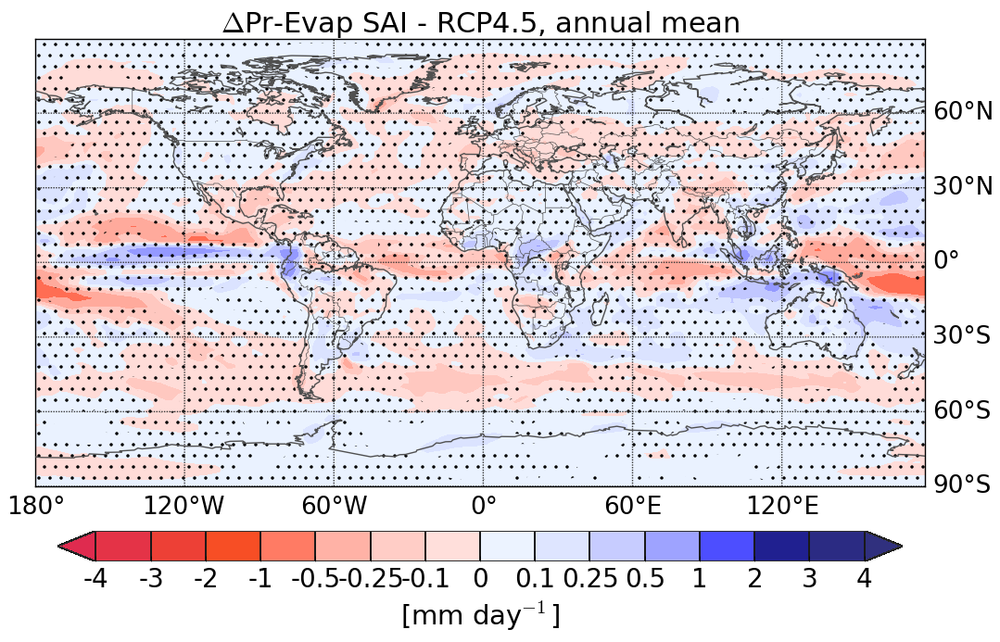 ΔPr-Evap SAI - RCP4.5, annual mean
60°N
30°N
0°
30°S
60°S
90°S
180° 120°W 60°W 0° 60°E 120°E
-4 -3 -2 -1 -0.5 -0.25 -0.1 0 0.1 0.25 0.5 1 2 3 4
[mm day⁻¹]